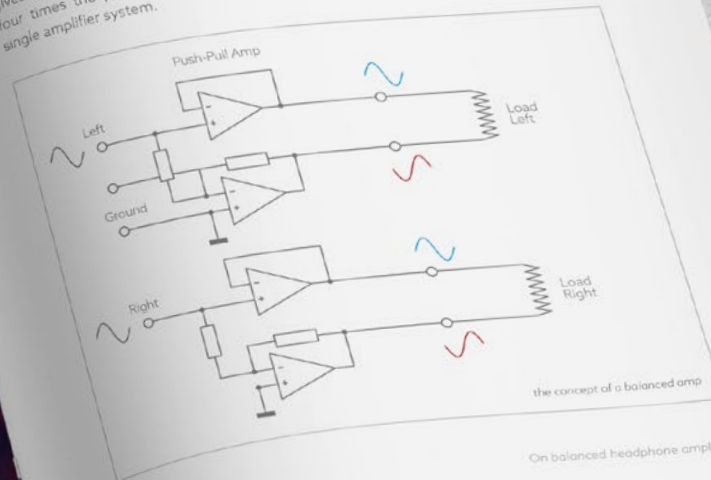 four times the
single amplifier system.
Push-Pull Amp
Left
Load
Left
Ground
Right
Load
Right
the concept of a balanced amp
On balanced headphone ampl